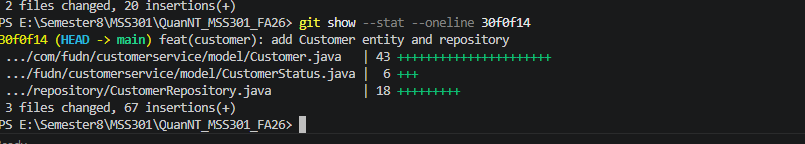 2 files changed, 20 insertions(+)
PS E:\Semester8\MSS301\QuanNT_MSS301_FA26> git show --stat --oneline 30f0f14
30f0f14 (HEAD -> main) feat(customer): add Customer entity and repository
.../com/fudn/customerservice/model/Customer.java | 43 ++++++++++++++++++++++
.../fudn/customerservice/model/CustomerStatus.java | 6 +++
.../repository/CustomerRepository.java | 18 +++++++++
3 files changed, 67 insertions(+)
PS E:\Semester8\MSS301\QuanNT_MSS301_FA26>